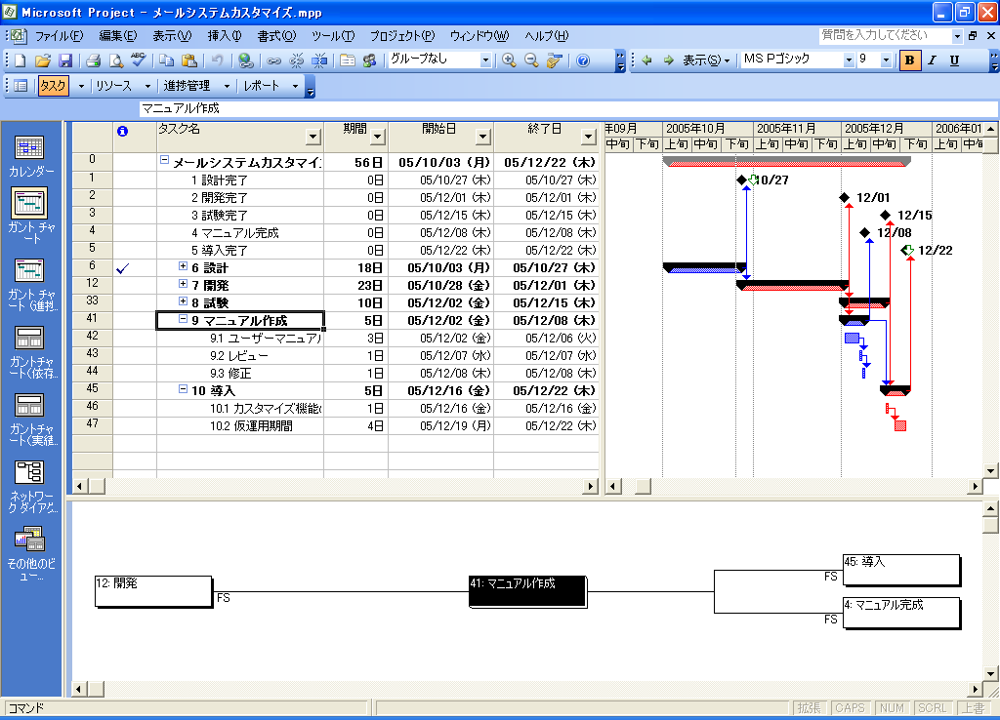 Microsoft Project - メールシステムカスタマイズ.mpp
ファイル(F) 編集(E) 表示(V) 挿入(I) 書式(O) ツール(T) プロジェクト(P) ウィンドウ(W) ヘルプ(H) 質問を入力してください
グループなし 表示(S) MS Pゴシック 9 B I U
タスク リソース 進捗管理 レポート
マニュアル作成
カレンダー
ガント チャート
ガント チャート (進捗..
ガントチャート(依存..
ガントチャート(実績..
ネットワーク ダイアグ..
その他のビュー...
タスク名 期間 開始日 終了日
年09月 2005年10月 2005年11月 2005年12月 2006年01
中旬 下旬 上旬 中旬 下旬 上旬 中旬 下旬 上旬 中旬 下旬 上旬 中旬
0 メールシステムカスタマイズ 56日 05/10/03 (月) 05/12/22 (木)
1 1 設計完了 0日 05/10/27 (木) 05/10/27 (木) 10/27
2 2 開発完了 0日 05/12/01 (木) 05/12/01 (木) 12/01
3 3 試験完了 0日 05/12/15 (木) 05/12/15 (木) 12/15
4 4 マニュアル完成 0日 05/12/08 (木) 05/12/08 (木) 12/08
5 5 導入完了 0日 05/12/22 (木) 05/12/22 (木) 12/22
6 6 設計 18日 05/10/03 (月) 05/10/27 (木)
12 7 開発 23日 05/10/28 (金) 05/12/01 (木)
33 8 試験 10日 05/12/02 (金) 05/12/15 (木)
41 9 マニュアル作成 5日 05/12/02 (金) 05/12/08 (木)
42 9.1 ユーザーマニュアル 3日 05/12/02 (金) 05/12/06 (火)
43 9.2 レビュー 1日 05/12/07 (水) 05/12/07 (水)
44 9.3 修正 1日 05/12/08 (木) 05/12/08 (木)
45 10 導入 5日 05/12/16 (金) 05/12/22 (木)
46 10.1 カスタマイズ機能の 1日 05/12/16 (金) 05/12/16 (金)
47 10.2 仮運用期間 4日 05/12/19 (月) 05/12/22 (木)
12: 開発
FS
41: マニュアル作成
45: 導入
FS
4: マニュアル完成
FS
コマンド 拡張 CAPS NUM SCRL 上書